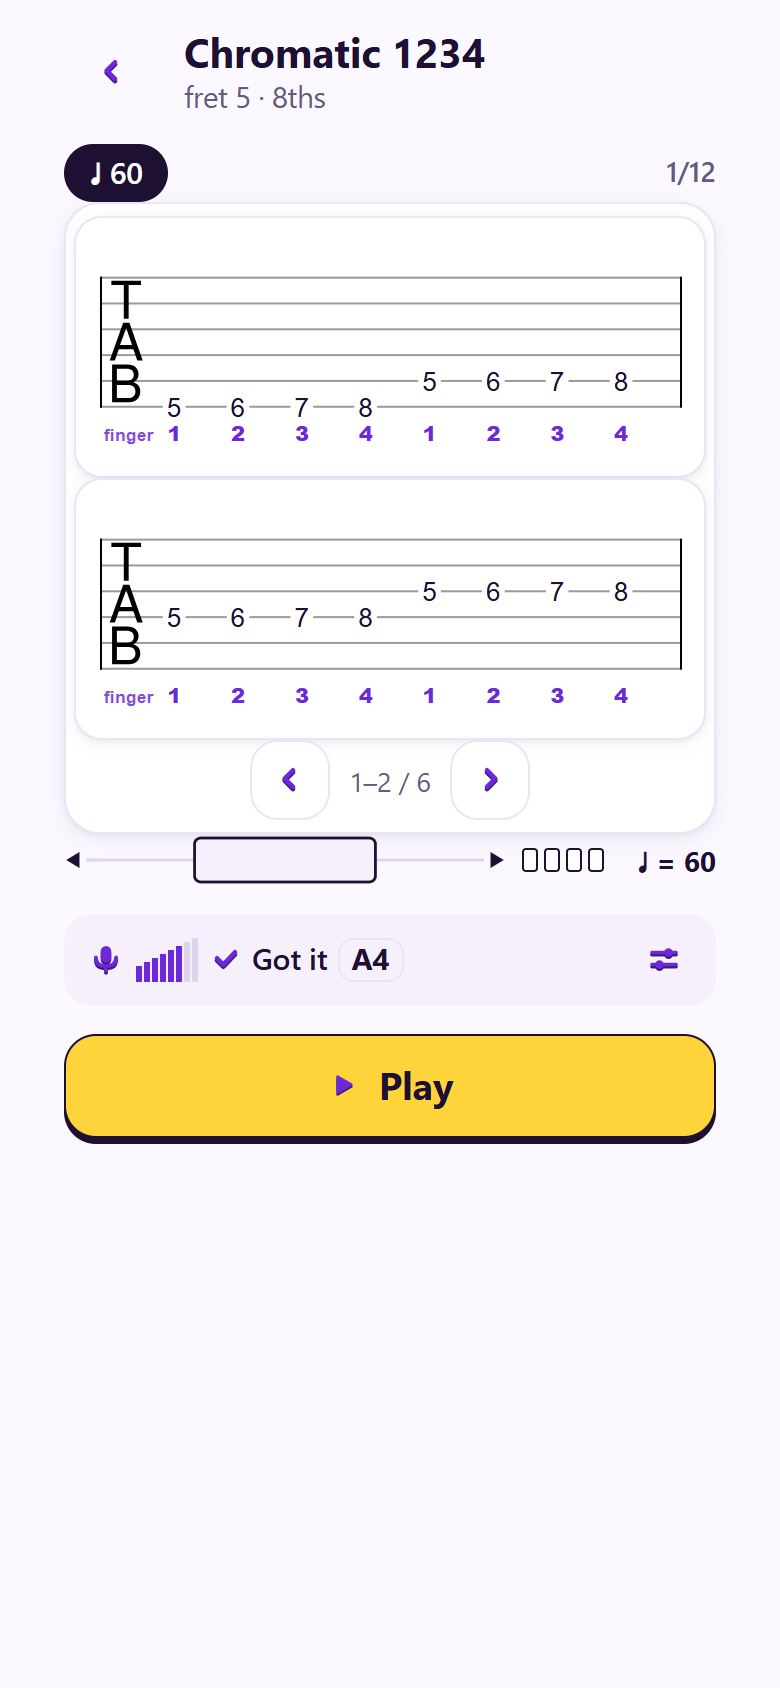 Chromatic 1234
fret 5 · 8ths
♩ 60
1/12
T
A
B
5 6 7 8 5 6 7 8
finger 1 2 3 4 1 2 3 4
T
A
B
5 6 7 8 5 6 7 8
finger 1 2 3 4 1 2 3 4
1–2 / 6
♩ = 60
Got it A4
Play